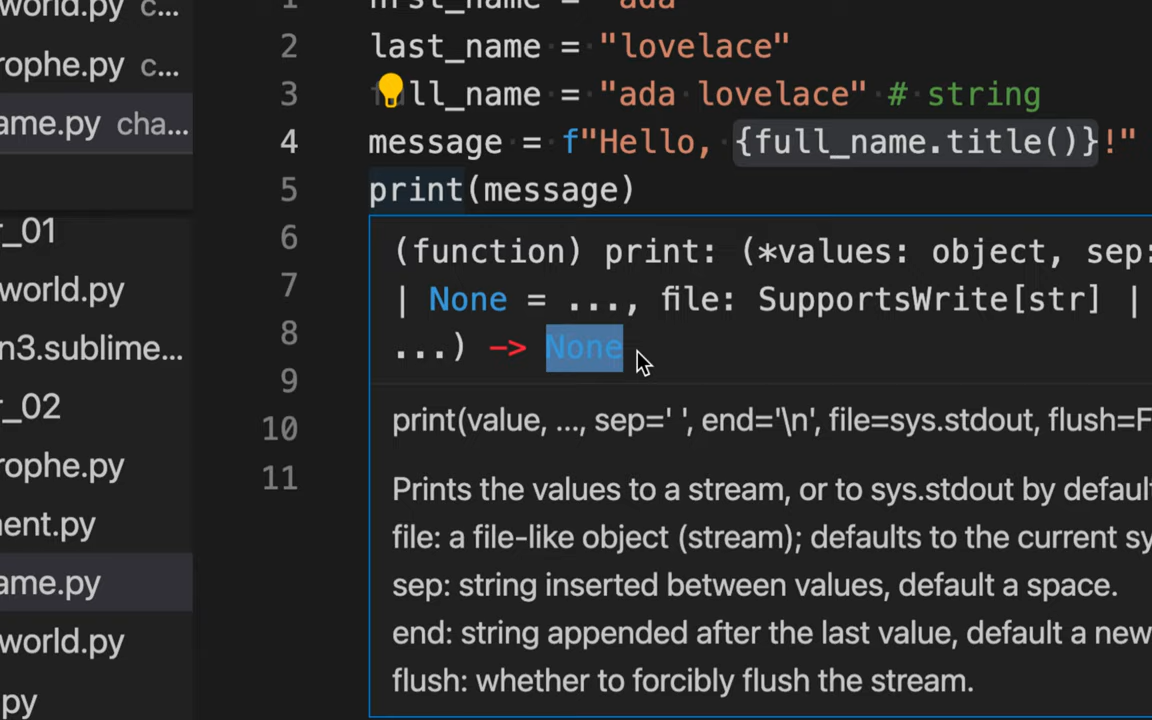 world.py c...
rophe.py c...
ame.py cha...
r_01
world.py
n3.sublime...
r_02
rophe.py
ent.py
ame.py
world.py
.py
1 first_name = "ada"
2 last_name = "lovelace"
3 ll_name = "ada lovelace" # string
4 message = f"Hello, {full_name.title()}!"
5 print(message)
6
7
8
9
10
11
(function) print: (*values: object, sep:
| None = ..., file: SupportsWrite[str] |
...) -> None
print(value, ..., sep=' ', end='\n', file=sys.stdout, flush=F
Prints the values to a stream, or to sys.stdout by default
file: a file-like object (stream); defaults to the current sy
sep: string inserted between values, default a space.
end: string appended after the last value, default a new
flush: whether to forcibly flush the stream.